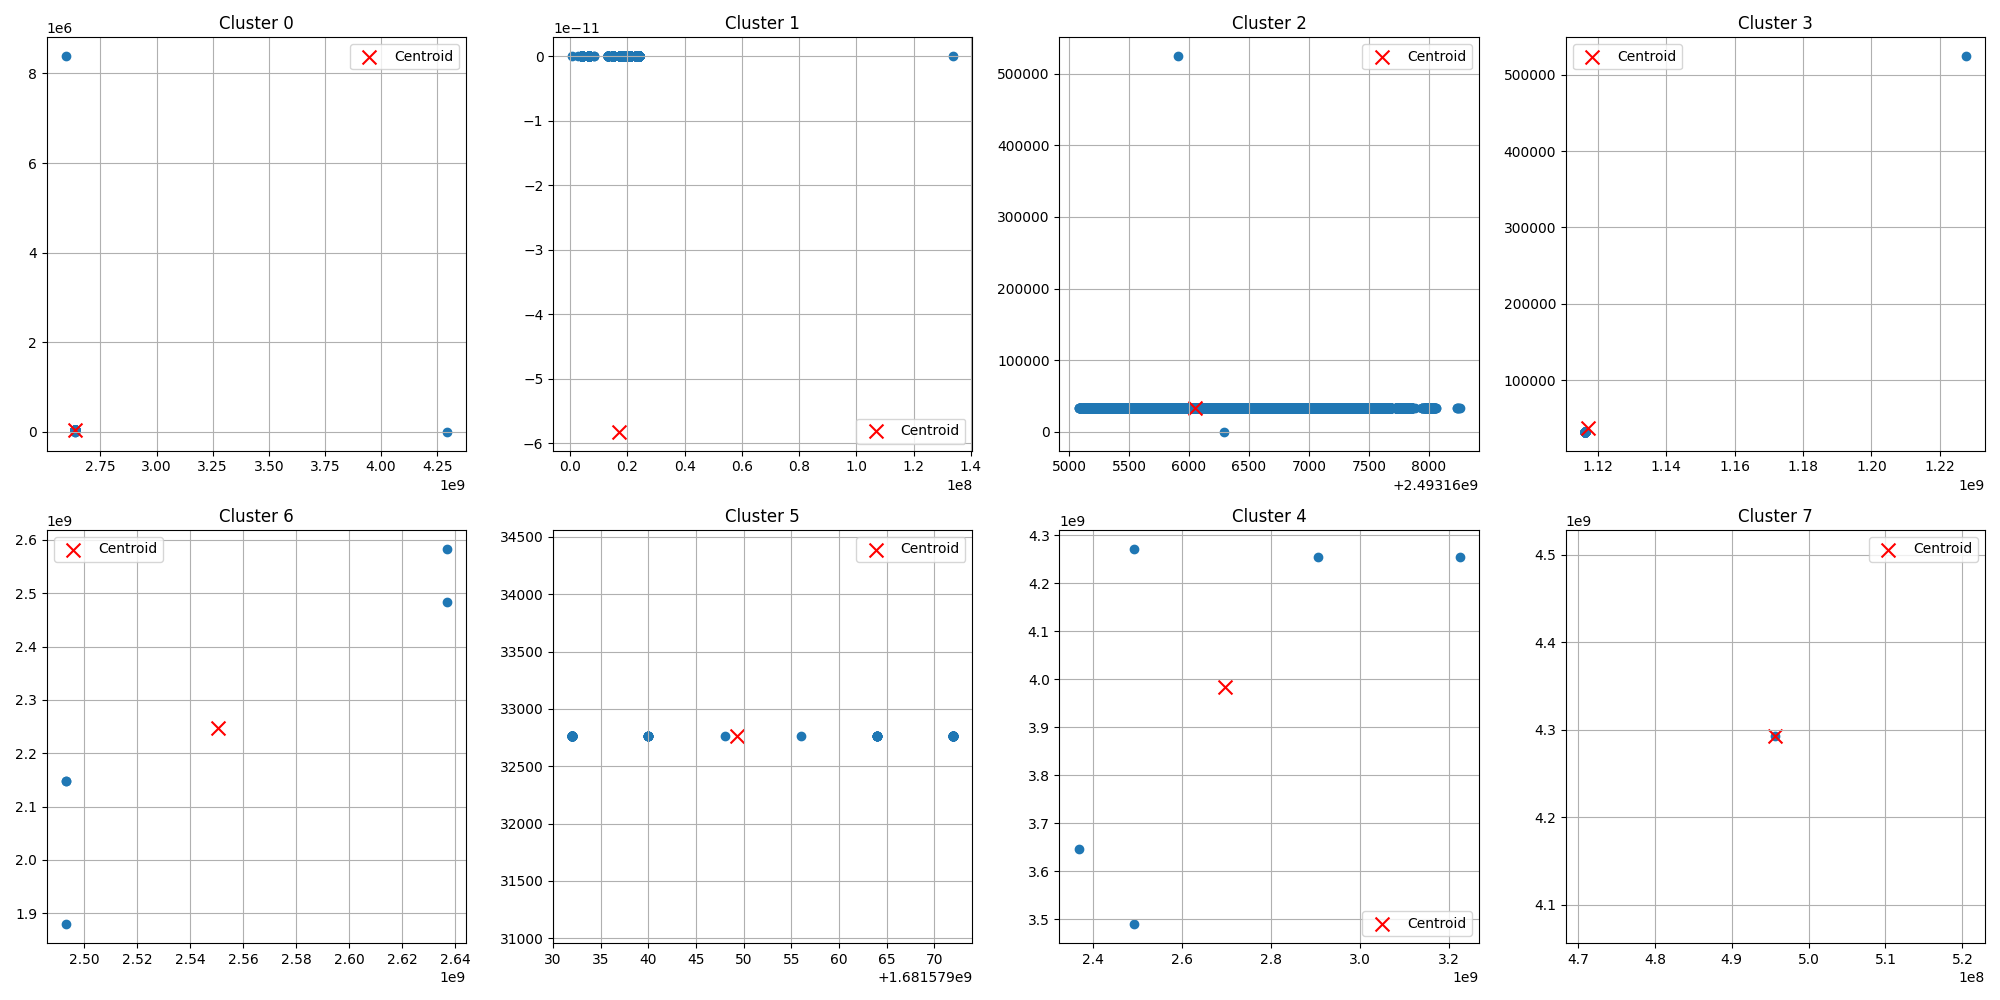 Cluster 0
1e6
Centroid
8
6
4
2
0
2.75 3.00 3.25 3.50 3.75 4.00 4.25
1e9
Cluster 1
1e−11
0
−1
−2
−3
−4
−5
−6
Centroid
0.0 0.2 0.4 0.6 0.8 1.0 1.2 1.4
1e8
Cluster 2
Centroid
500000
400000
300000
200000
100000
0
5000 5500 6000 6500 7000 7500 8000
+2.49316e9
Cluster 3
Centroid
500000
400000
300000
200000
100000
1.12 1.14 1.16 1.18 1.20 1.22
1e9
Cluster 6
1e9
Centroid
2.6
2.5
2.4
2.3
2.2
2.1
2.0
1.9
2.50 2.52 2.54 2.56 2.58 2.60 2.62 2.64
1e9
Cluster 5
Centroid
34500
34000
33500
33000
32500
32000
31500
31000
30 35 40 45 50 55 60 65 70
+1.681579e9
Cluster 4
1e9
4.3
4.2
4.1
4.0
3.9
3.8
3.7
3.6
3.5
Centroid
2.4 2.6 2.8 3.0 3.2
1e9
Cluster 7
1e9
Centroid
4.5
4.4
4.3
4.2
4.1
4.7 4.8 4.9 5.0 5.1 5.2
1e8